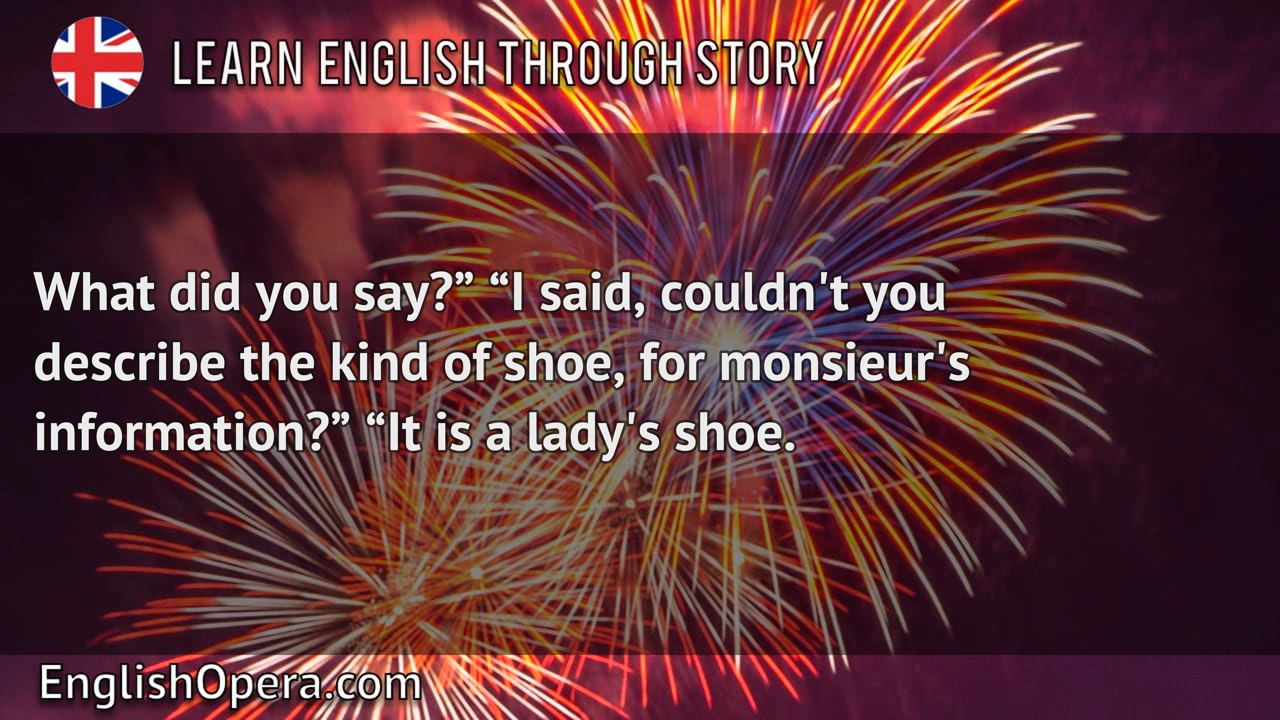 LEARN ENGLISH THROUGH STORY
What did you say?” “I said, couldn't you
describe the kind of shoe, for monsieur's
information?” “It is a lady's shoe.
EnglishOpera.com